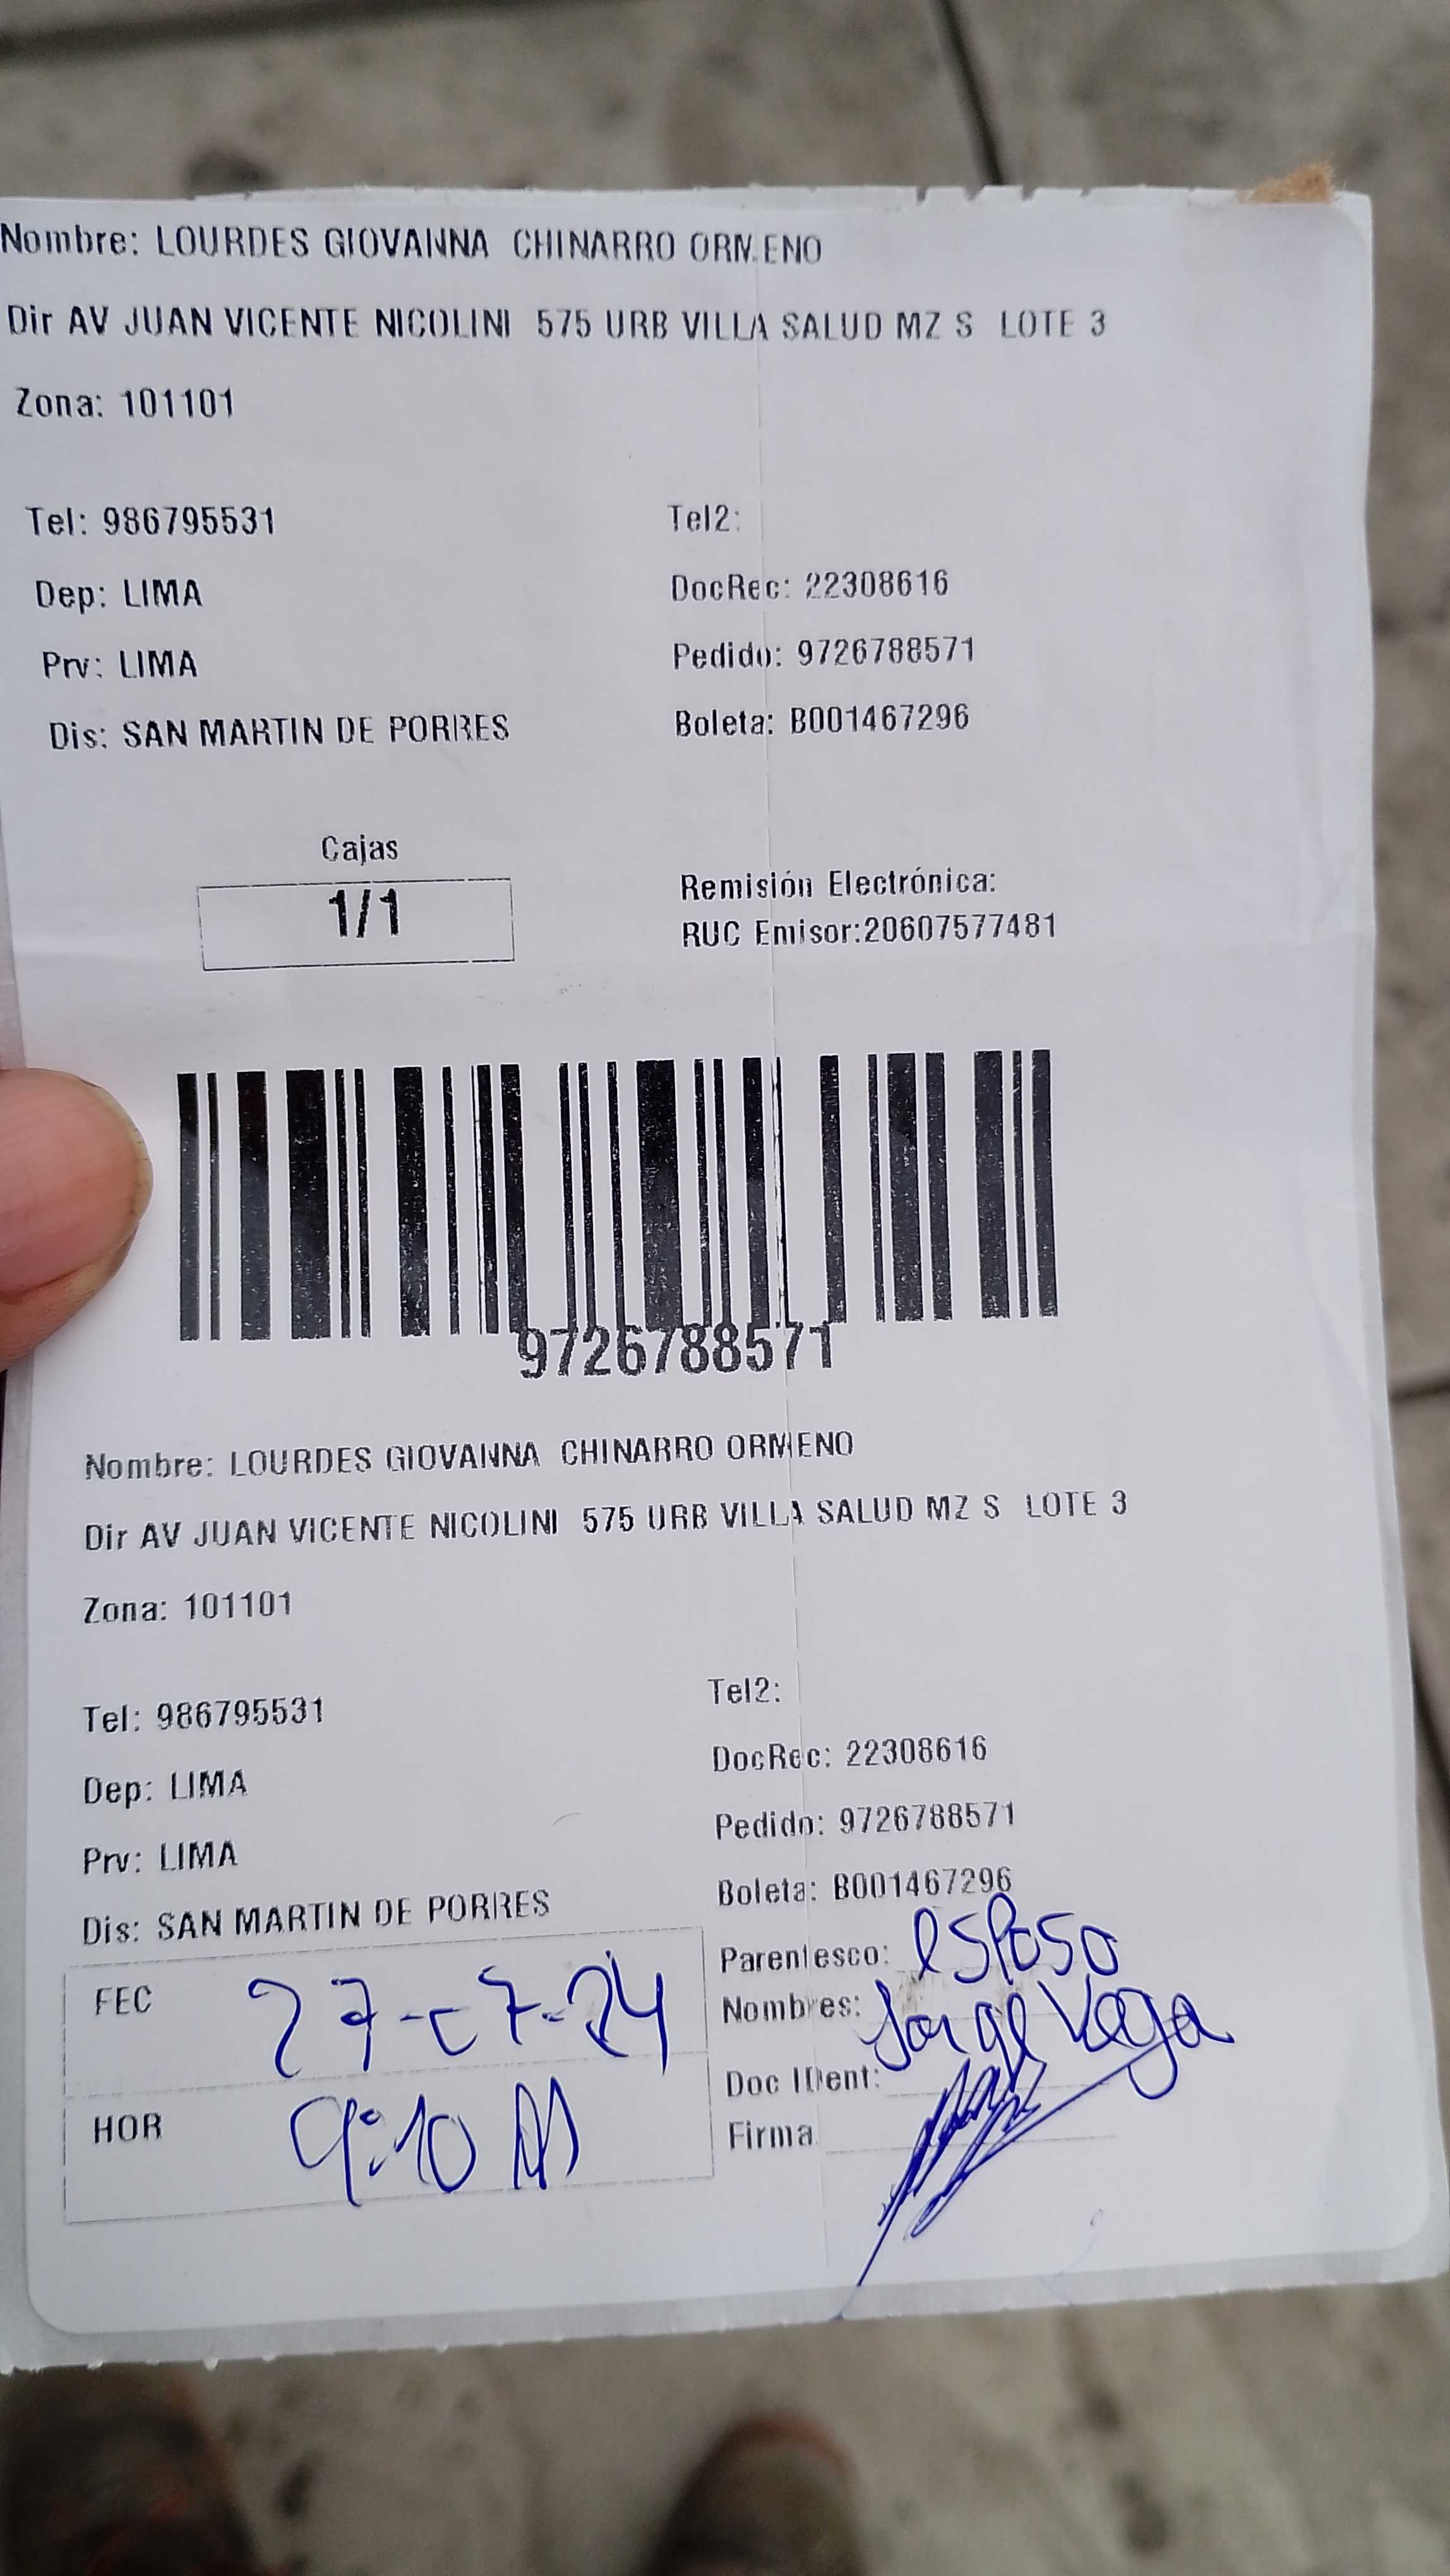 Nombre: LOURDES GIOVANNA CHINARRO ORMENO
Dir AV JUAN VICENTE NICOLINI 575 URB VILLA SALUD MZ S LOTE 3
Zona: 101101
Tel: 986795531 Tel2:
Dep: LIMA DocRec: 22308616
Prv: LIMA Pedido: 9726788571
Dis: SAN MARTIN DE PORRES Boleta: B001467296
Cajas
1/1
Remisión Electrónica:
RUC Emisor:20607577481
9726788571
Nombre: LOURDES GIOVANNA CHINARRO ORMENO
Dir AV JUAN VICENTE NICOLINI 575 URB VILLA SALUD MZ S LOTE 3
Zona: 101101
Tel: 986795531 Tel2:
Dep: LIMA DocRec: 22308616
Prv: LIMA Pedido: 9726788571
Dis: SAN MARTIN DE PORRES Boleta: B001467296
Parentesco: esposo
FEC 27-07-24 Nombres: Jorge Vega
Doc IDent:
HOR 9:10 Firma